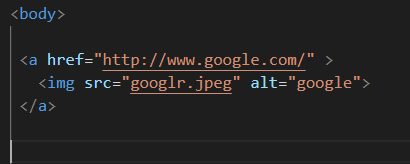 <body>
<a href="http://www.google.com/" >
<img src="googlr.jpeg" alt="google">
</a>